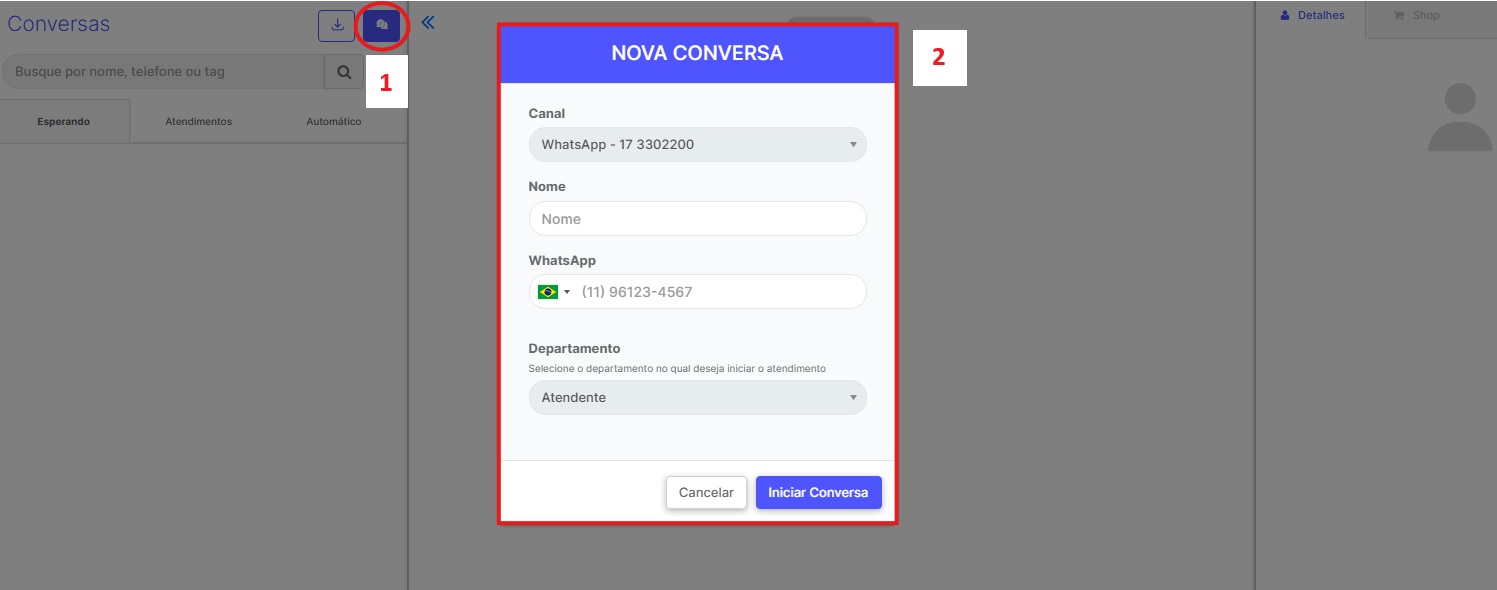 Conversas
Busque por nome, telefone ou tag
1
Esperando
Atendimentos
Automático
NOVA CONVERSA
2
Canal
WhatsApp - 17 3302200
Nome
Nome
WhatsApp
(11) 96123-4567
Departamento
Selecione o departamento no qual deseja iniciar o atendimento
Atendente
Cancelar
Iniciar Conversa
Detalhes
Shop